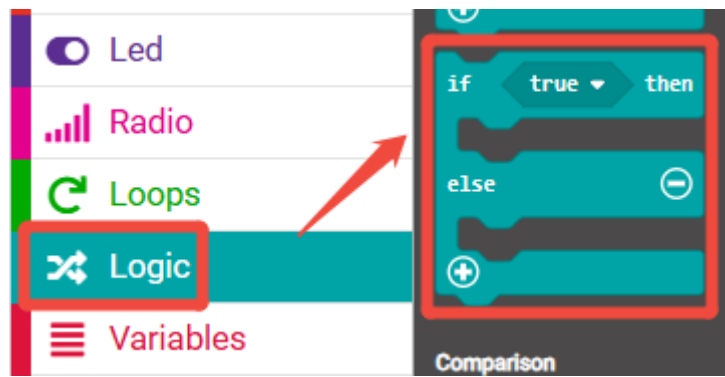 Led
Radio
Loops
Logic
Variables
if true then
else
Comparison